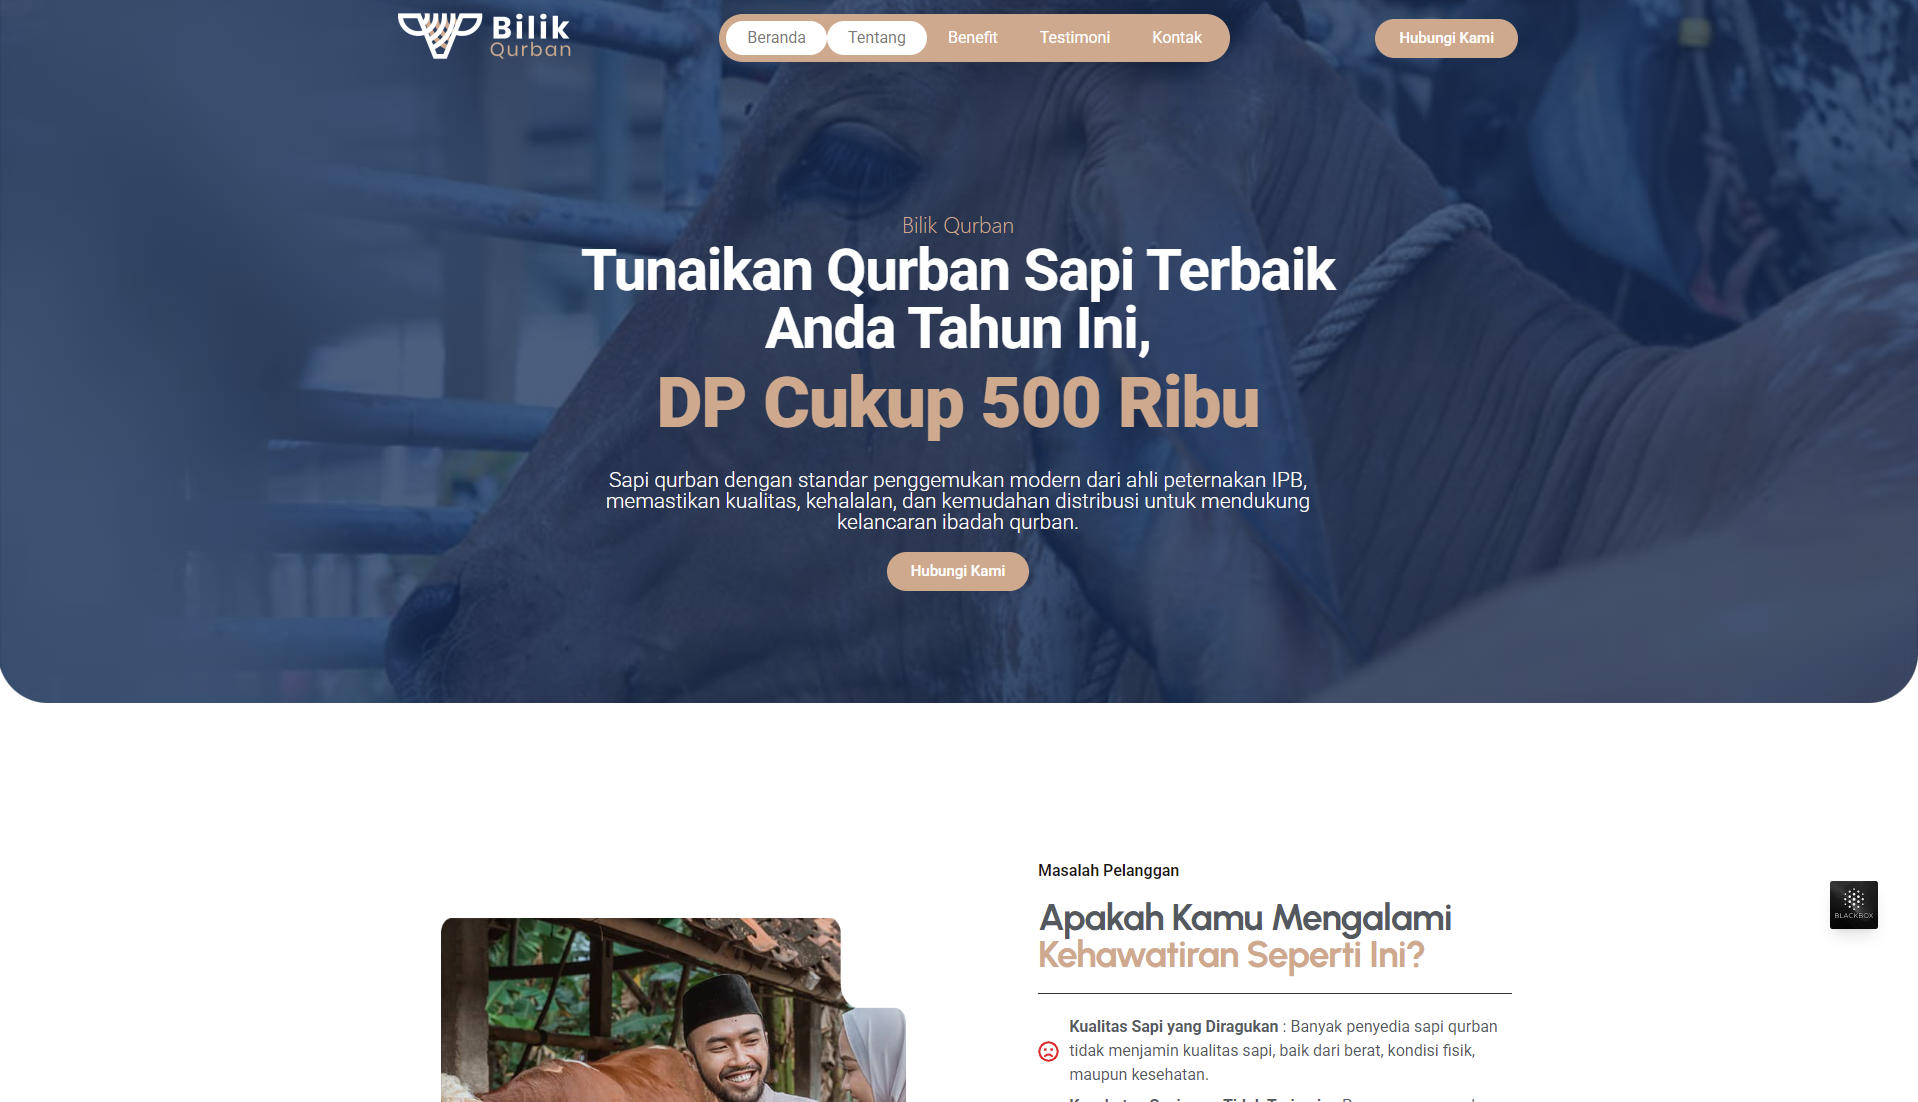 Bilik
Qurban
Beranda Tentang Benefit Testimoni Kontak
Hubungi Kami
Bilik Qurban
Tunaikan Qurban Sapi Terbaik
Anda Tahun Ini,
DP Cukup 500 Ribu
Sapi qurban dengan standar penggemukan modern dari ahli peternakan IPB,
memastikan kualitas, kehalalan, dan kemudahan distribusi untuk mendukung
kelancaran ibadah qurban.
Hubungi Kami
Masalah Pelanggan
Apakah Kamu Mengalami
Kehawatiran Seperti Ini?
BLACKBOX
Kualitas Sapi yang Diragukan : Banyak penyedia sapi qurban
tidak menjamin kualitas sapi, baik dari berat, kondisi fisik,
maupun kesehatan.